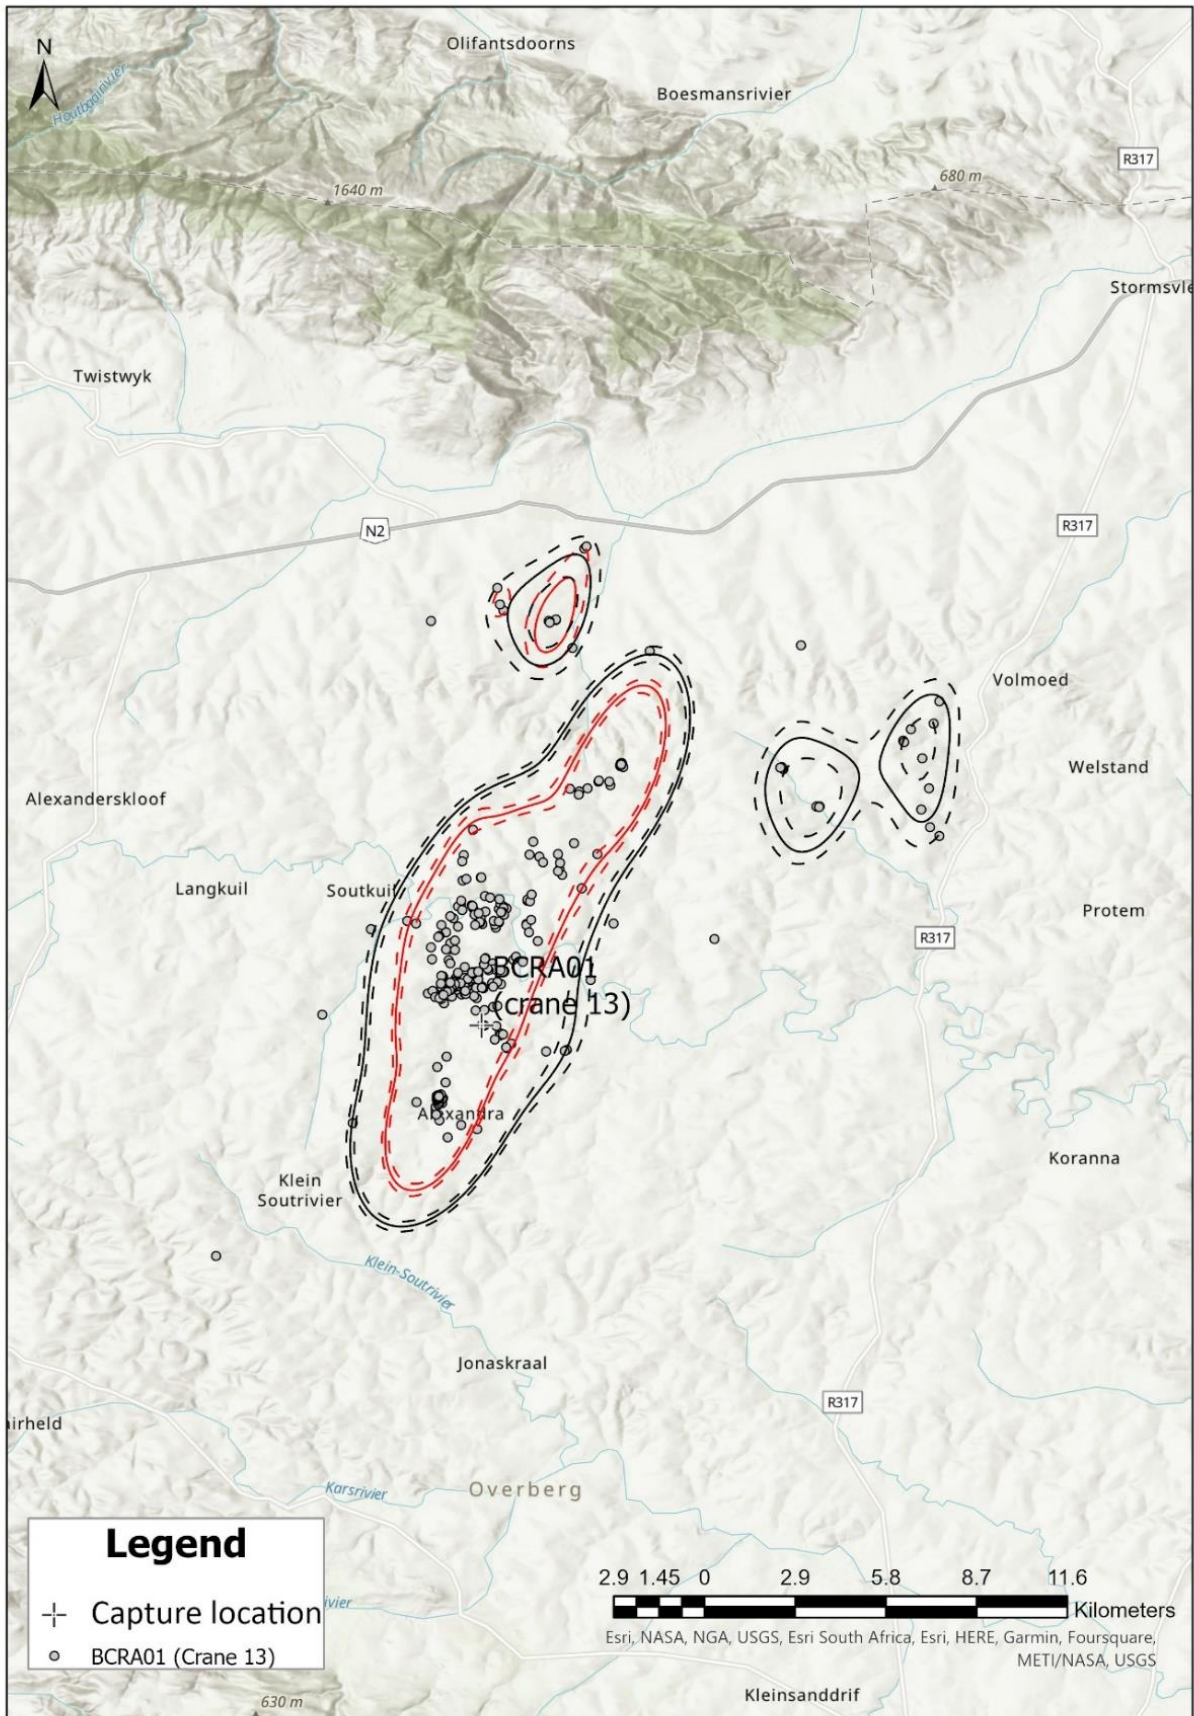 N
Olifantsdoorns
Boesmansrivier
Houtbaairivier
R317
1640 m
680 m
Stormsvle
Twistwyk
N2
R317
Volmoed
Welstand
Alexanderskloof
Langkuil
Soutkuil
Protem
R317
BCRA01
(crane 13)
Alexandra
Koranna
Klein
Soutrivier
Klein-Soutrivier
Jonaskraal
R317
airheld
Karsrivier
Overberg
Legend
Capture location
BCRA01 (Crane 13)
ivier
2.9 1.45 0 2.9 5.8 8.7 11.6
Kilometers
Esri, NASA, NGA, USGS, Esri South Africa, Esri, HERE, Garmin, Foursquare,
METI/NASA, USGS
630 m
Kleinsanddrif